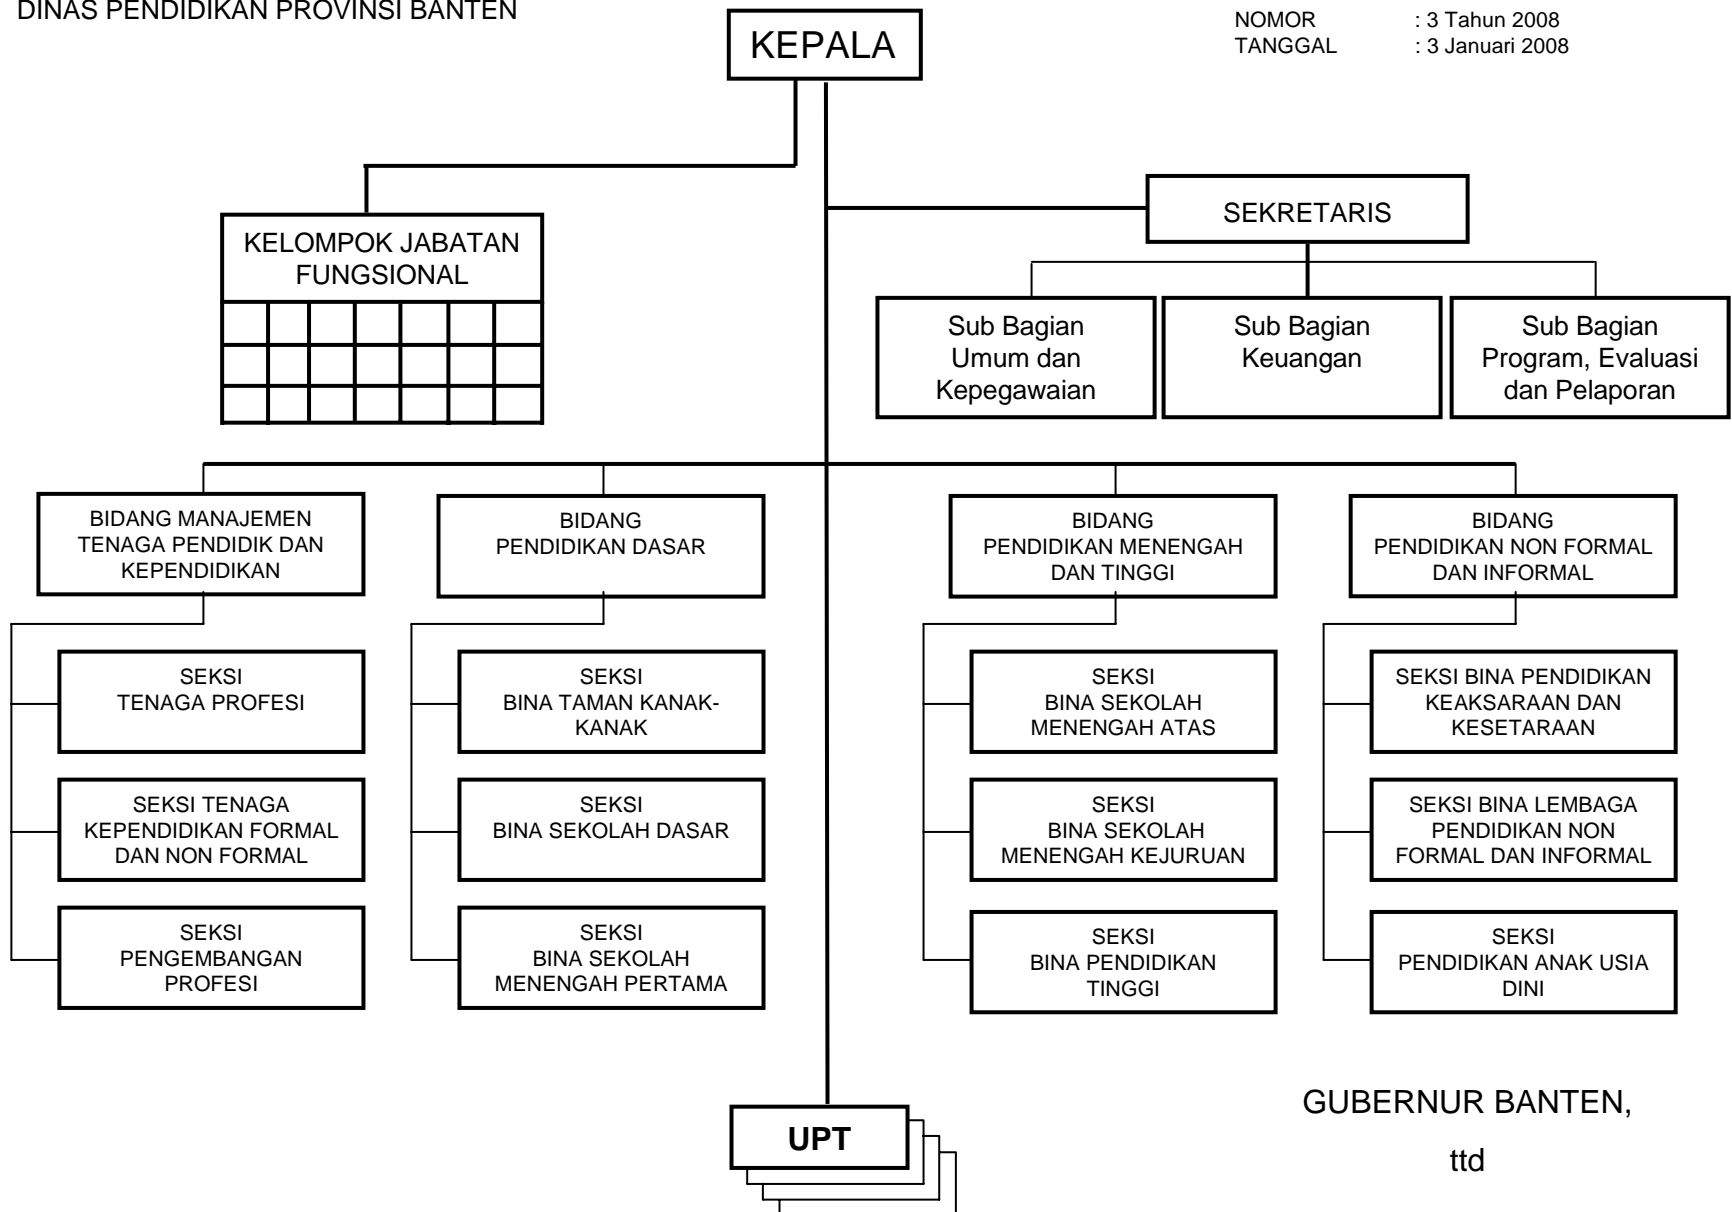 DINAS PENDIDIKAN PROVINSI BANTEN
NOMOR : 3 Tahun 2008
TANGGAL : 3 Januari 2008
KEPALA
SEKRETARIS
KELOMPOK JABATAN
FUNGSIONAL
Sub Bagian
Umum dan
Kepegawaian
Sub Bagian
Keuangan
Sub Bagian
Program, Evaluasi
dan Pelaporan
BIDANG MANAJEMEN
TENAGA PENDIDIK DAN
KEPENDIDIKAN
BIDANG
PENDIDIKAN DASAR
BIDANG
PENDIDIKAN MENENGAH
DAN TINGGI
BIDANG
PENDIDIKAN NON FORMAL
DAN INFORMAL
SEKSI
TENAGA PROFESI
SEKSI
BINA TAMAN KANAK-
KANAK
SEKSI
BINA SEKOLAH
MENENGAH ATAS
SEKSI BINA PENDIDIKAN
KEAKSARAAN DAN
KESETARAAN
SEKSI TENAGA
KEPENDIDIKAN FORMAL
DAN NON FORMAL
SEKSI
BINA SEKOLAH DASAR
SEKSI
BINA SEKOLAH
MENENGAH KEJURUAN
SEKSI BINA LEMBAGA
PENDIDIKAN NON
FORMAL DAN INFORMAL
SEKSI
PENGEMBANGAN
PROFESI
SEKSI
BINA SEKOLAH
MENENGAH PERTAMA
SEKSI
BINA PENDIDIKAN
TINGGI
SEKSI
PENDIDIKAN ANAK USIA
DINI
UPT
GUBERNUR BANTEN,
ttd